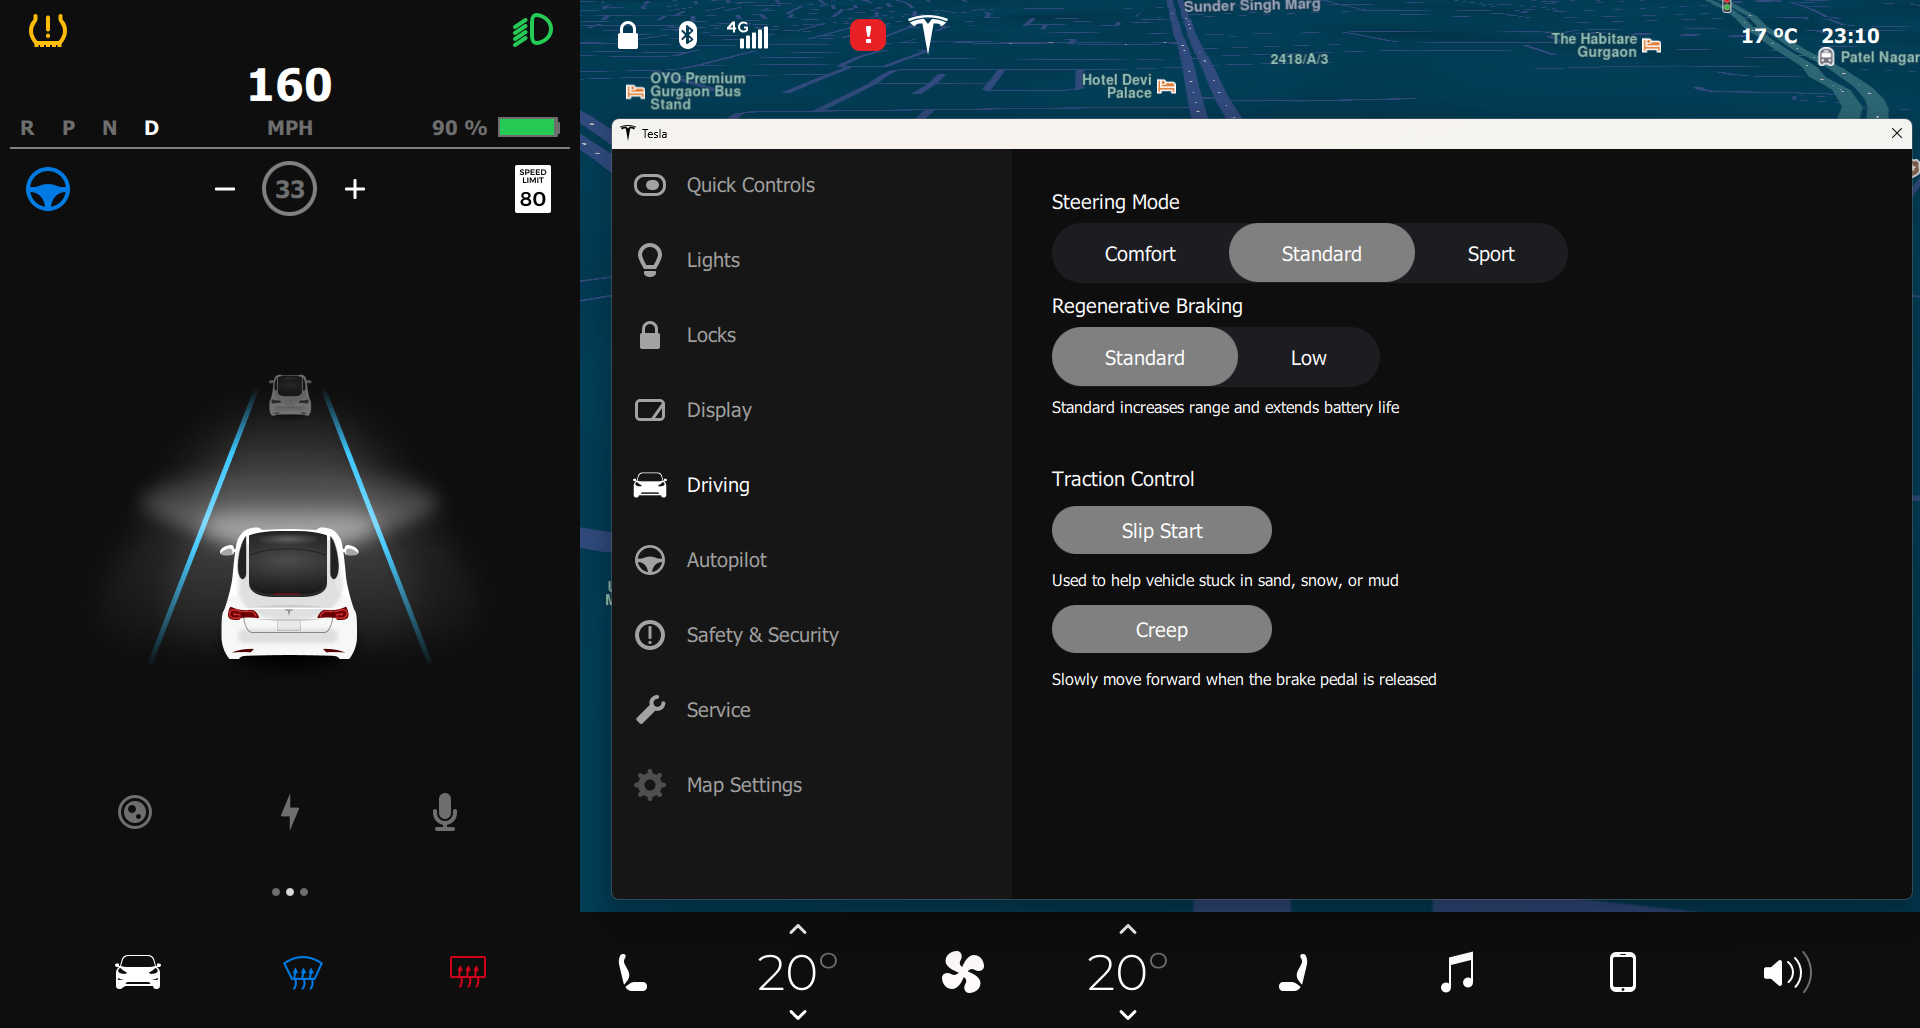 160
R P N D
MPH
90 %
33
SPEED
LIMIT
80
4G
Sunder Singh Marg
2418/A/3
The Habitare
Gurgaon
17 ºC
23:10
Patel Nagar
OYO Premium
Gurgaon Bus
Stand
Hotel Devi
Palace
Tesla
Quick Controls
Lights
Locks
Display
Driving
Autopilot
Safety & Security
Service
Map Settings
Steering Mode
Comfort
Standard
Sport
Regenerative Braking
Standard
Low
Standard increases range and extends battery life
Traction Control
Slip Start
Used to help vehicle stuck in sand, snow, or mud
Creep
Slowly move forward when the brake pedal is released
20°
20°